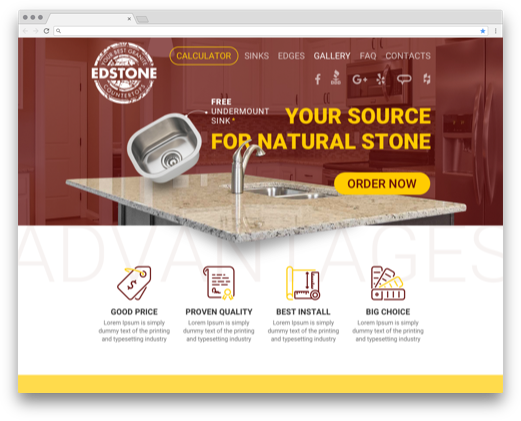 YOUR BEST GRANITE
EDSTONE
COUNTERTOPS
CALCULATOR SINKS EDGES GALLERY FAQ CONTACTS
FREE
UNDERMOUNT
SINK*
YOUR SOURCE
FOR NATURAL STONE
ORDER NOW
ADVANTAGES
GOOD PRICE
Lorem Ipsum is simply
dummy text of the printing
and typesetting industry
PROVEN QUALITY
Lorem Ipsum is simply
dummy text of the printing
and typesetting industry
BEST INSTALL
Lorem Ipsum is simply
dummy text of the printing
and typesetting industry
BIG CHOICE
Lorem Ipsum is simply
dummy text of the printing
and typesetting industry